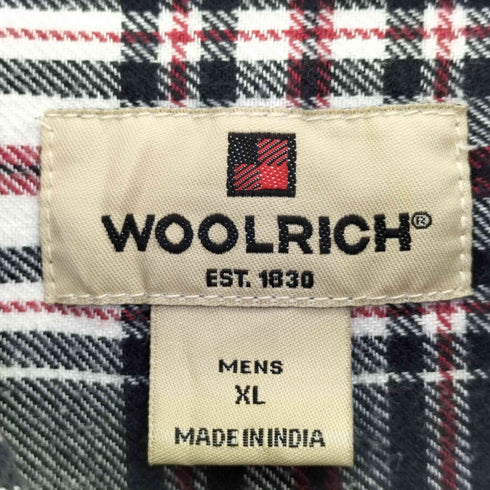 WOOLRICH®
EST. 1830
MENS
XL
MADE IN INDIA